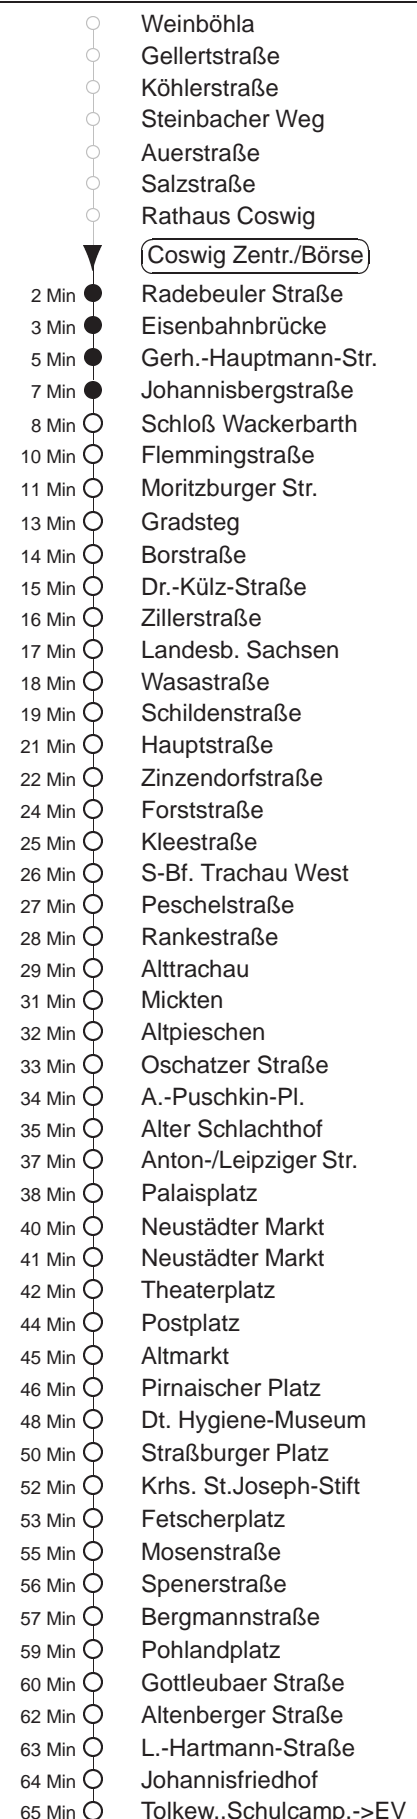 Weinböhla
Gellertstraße
Köhlerstraße
Steinbacher Weg
Auerstraße
Salzstraße
Rathaus Coswig
Coswig Zentr./Börse
2 Min Radebeuler Straße
3 Min Eisenbahnbrücke
5 Min Gerh.-Hauptmann-Str.
7 Min Johannisbergstraße
8 Min Schloß Wackerbarth
10 Min Flemmingstraße
11 Min Moritzburger Str.
13 Min Gradsteg
14 Min Borstraße
15 Min Dr.-Külz-Straße
16 Min Zillerstraße
17 Min Landesb. Sachsen
18 Min Wasastraße
19 Min Schildenstraße
21 Min Hauptstraße
22 Min Zinzendorfstraße
24 Min Forststraße
25 Min Kleestraße
26 Min S-Bf. Trachau West
27 Min Peschelstraße
28 Min Rankestraße
29 Min Alttrachau
31 Min Mickten
32 Min Altpieschen
33 Min Oschatzer Straße
34 Min A.-Puschkin-Pl.
35 Min Alter Schlachthof
37 Min Anton-/Leipziger Str.
38 Min Palaisplatz
40 Min Neustädter Markt
41 Min Neustädter Markt
42 Min Theaterplatz
44 Min Postplatz
45 Min Altmarkt
46 Min Pirnaischer Platz
48 Min Dt. Hygiene-Museum
50 Min Straßburger Platz
52 Min Krhs. St.Joseph-Stift
53 Min Fetscherplatz
55 Min Mosenstraße
56 Min Spenerstraße
57 Min Bergmannstraße
59 Min Pohlandplatz
60 Min Gottleubaer Straße
62 Min Altenberger Straße
63 Min L.-Hartmann-Straße
64 Min Johannisfriedhof
65 Min Tolkew.,Schulcamp.->EV